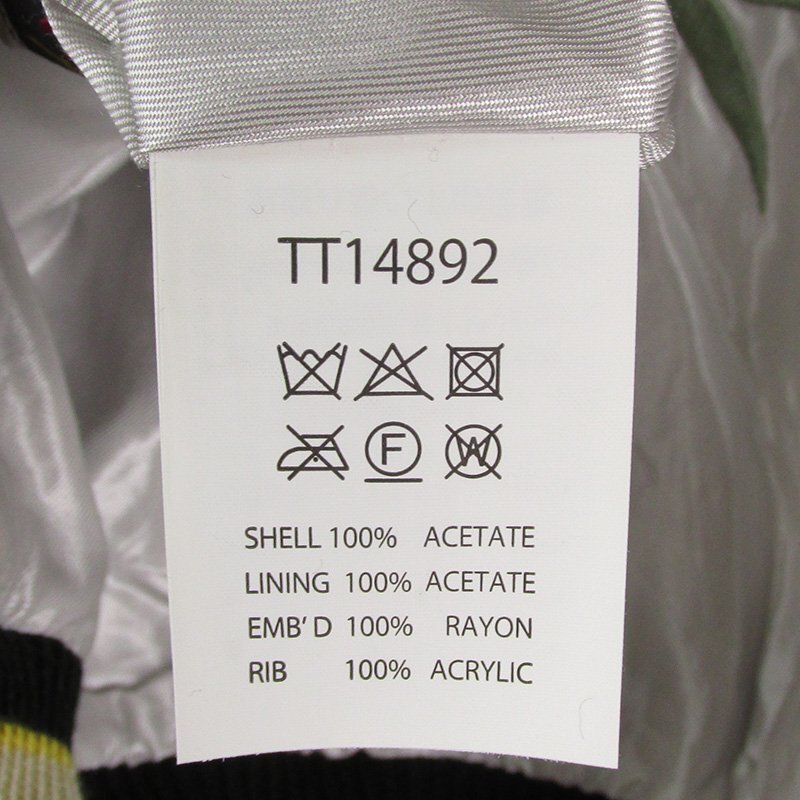 TT14892
F W
SHELL 100% ACETATE
LINING 100% ACETATE
EMB'D 100% RAYON
RIB 100% ACRYLIC